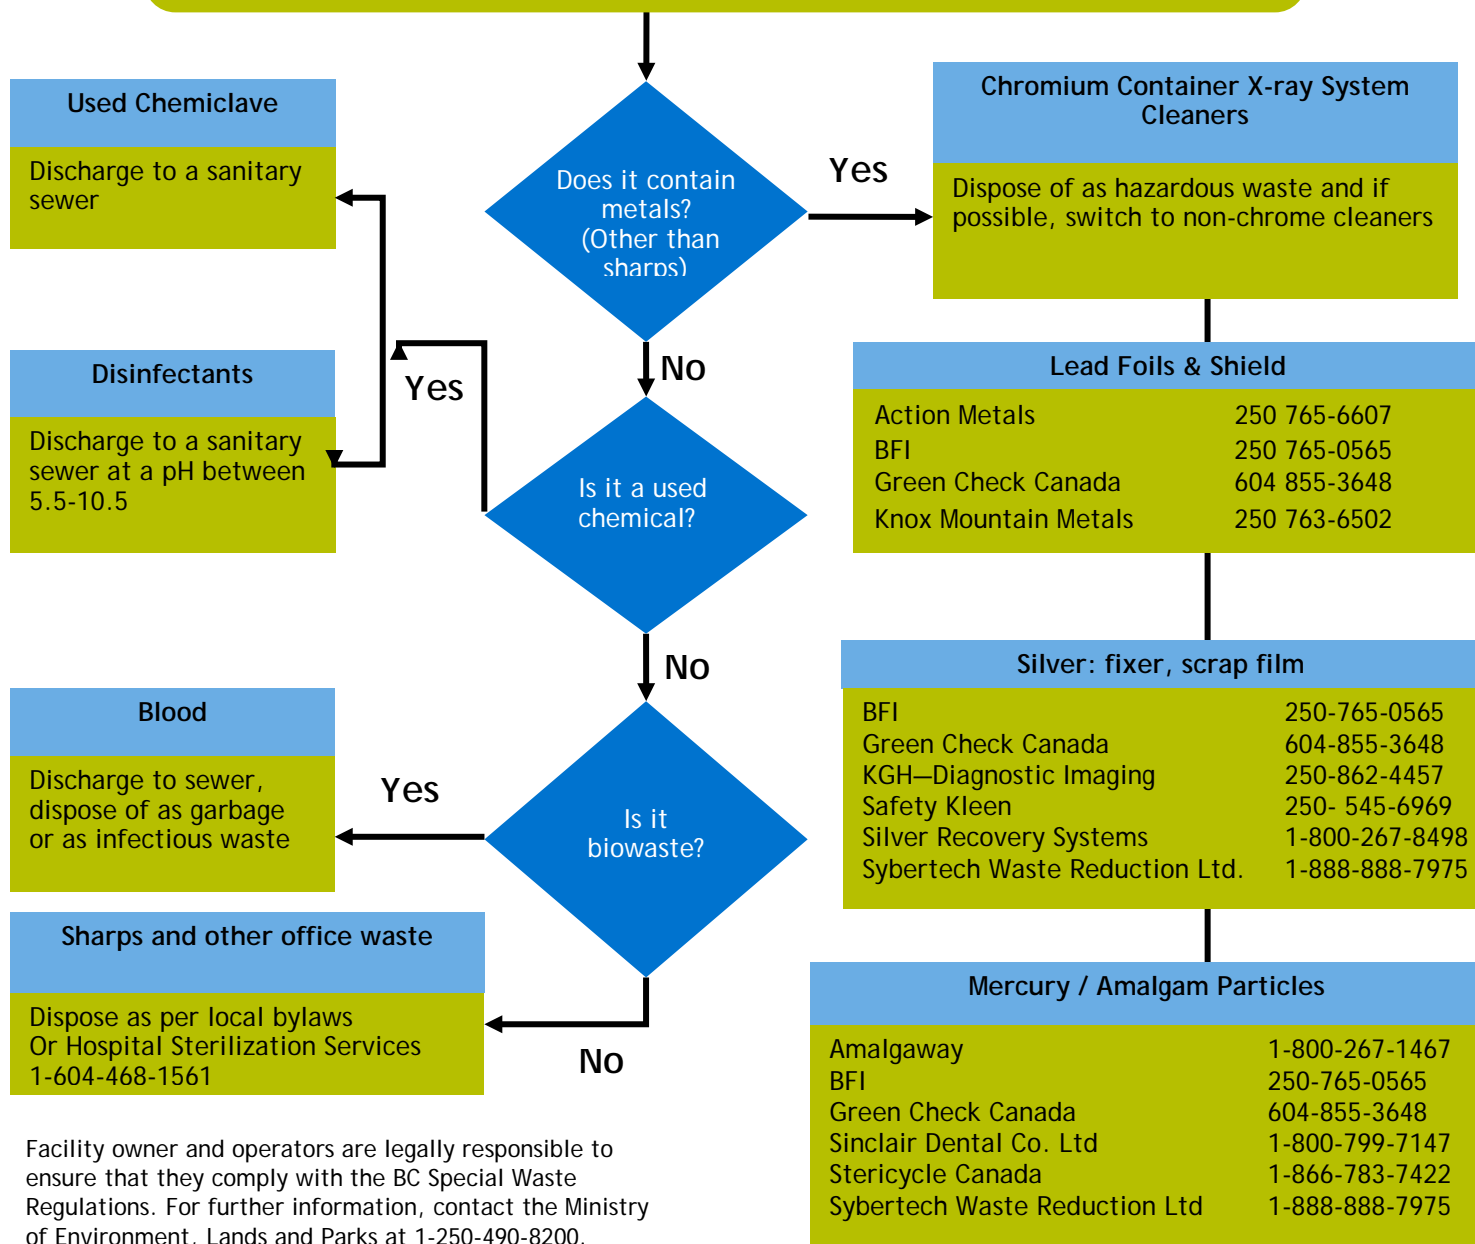 Used Chemiclave
Discharge to a sanitary
sewer
Does it contain
metals?
(Other than
sharps)
Yes
Chromium Container X-ray System
Cleaners
Dispose of as hazardous waste and if
possible, switch to non-chrome cleaners
No
Disinfectants
Discharge to a sanitary
sewer at a pH between
5.5-10.5
Yes
Is it a used
chemical?
Lead Foils & Shield
Action Metals 250 765-6607
BFI 250 765-0565
Green Check Canada 604 855-3648
Knox Mountain Metals 250 763-6502
No
Silver: fixer, scrap film
BFI 250-765-0565
Green Check Canada 604-855-3648
KGH—Diagnostic Imaging 250-862-4457
Safety Kleen 250- 545-6969
Silver Recovery Systems 1-800-267-8498
Sybertech Waste Reduction Ltd. 1-888-888-7975
Blood
Discharge to sewer,
dispose of as garbage
or as infectious waste
Yes
Is it
biowaste?
Sharps and other office waste
Dispose as per local bylaws
Or Hospital Sterilization Services
1-604-468-1561
No
Mercury / Amalgam Particles
Amalgaway 1-800-267-1467
BFI 250-765-0565
Green Check Canada 604-855-3648
Sinclair Dental Co. Ltd 1-800-799-7147
Stericycle Canada 1-866-783-7422
Sybertech Waste Reduction Ltd 1-888-888-7975
Facility owner and operators are legally responsible to
ensure that they comply with the BC Special Waste
Regulations. For further information, contact the Ministry
of Environment, Lands and Parks at 1-250-490-8200.